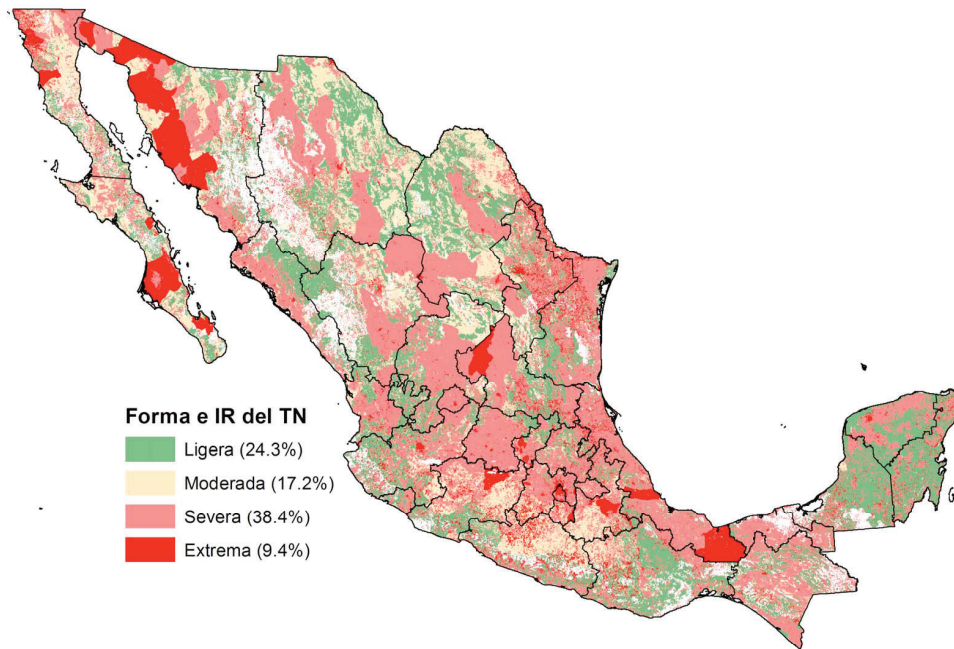 Forma e IR del TN
Ligera (24.3%)
Moderada (17.2%)
Severa (38.4%)
Extrema (9.4%)